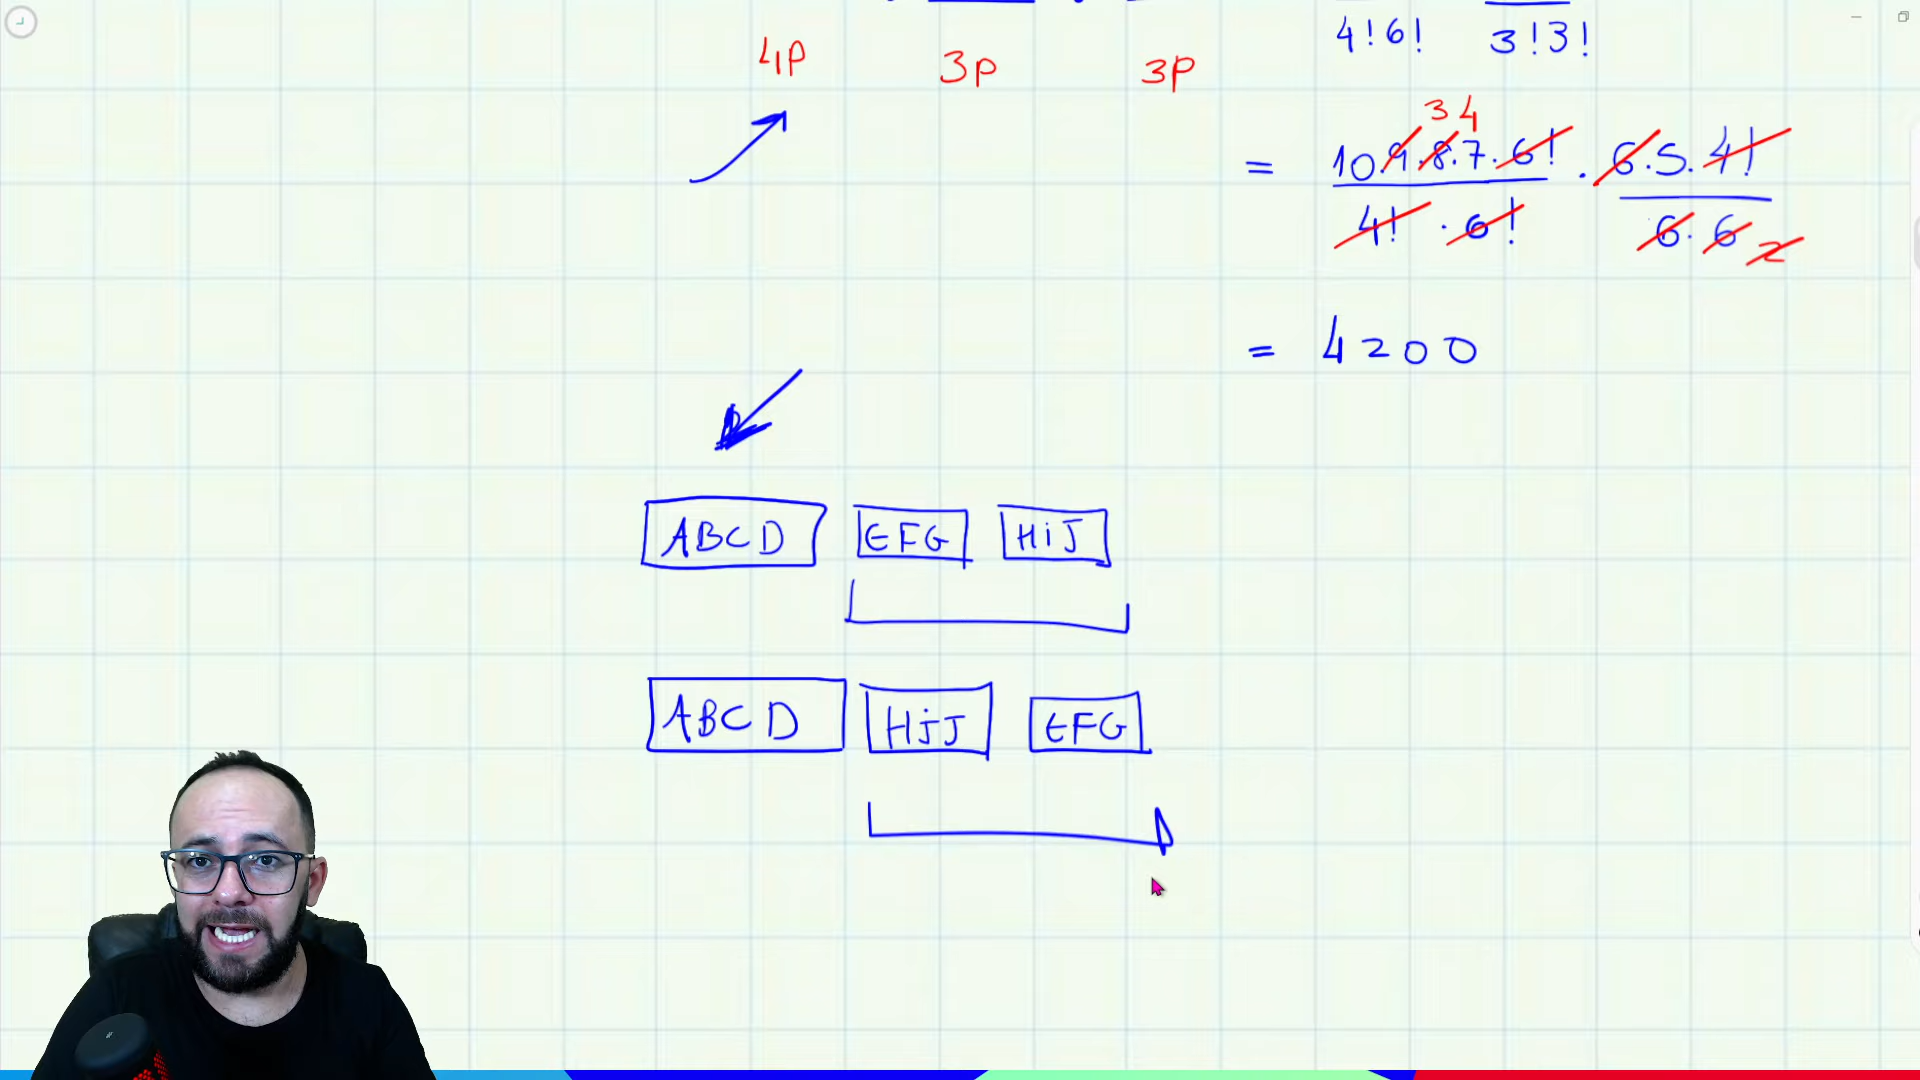 4! 6! 3! 3!
4P 3P 3P
3 4
= 10.9.8.7.6! . 6.5.4!
4! . 6! 6. 6 2
= 4200
ABCD EFG HiJ
ABCD HiJ EFG